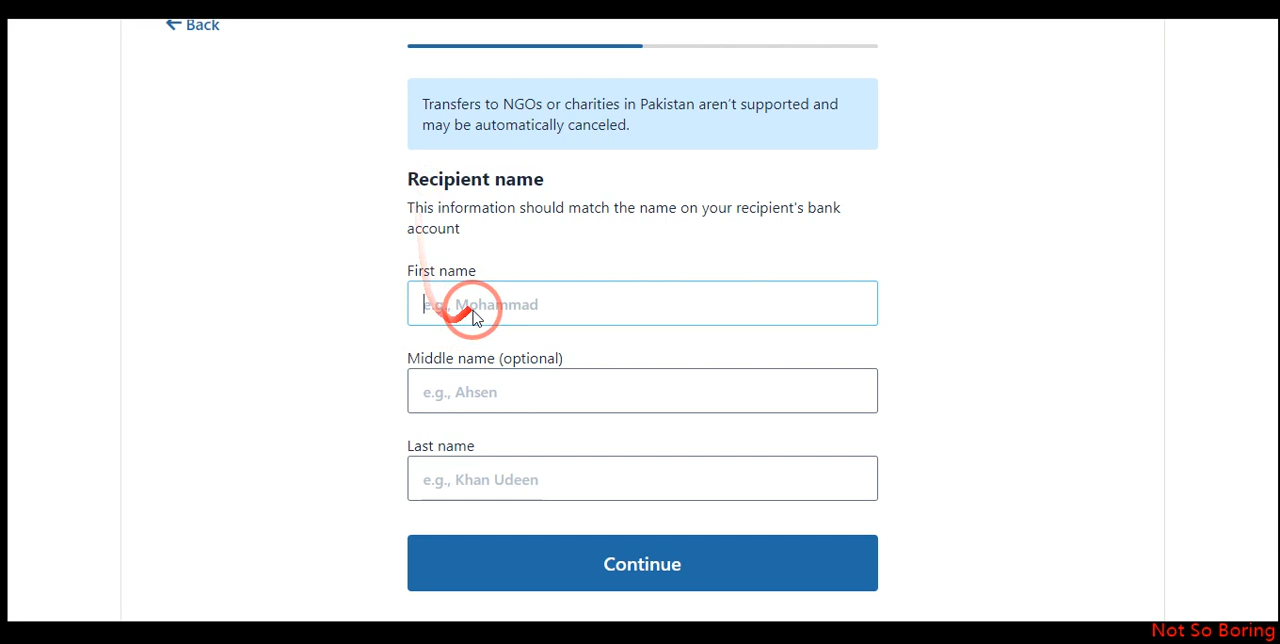 Back
Transfers to NGOs or charities in Pakistan aren't supported and
may be automatically canceled.
Recipient name
This information should match the name on your recipient's bank
account
First name
e.g., Mohammad
Middle name (optional)
e.g., Ahsen
Last name
e.g., Khan Udeen
Continue
Not So Boring